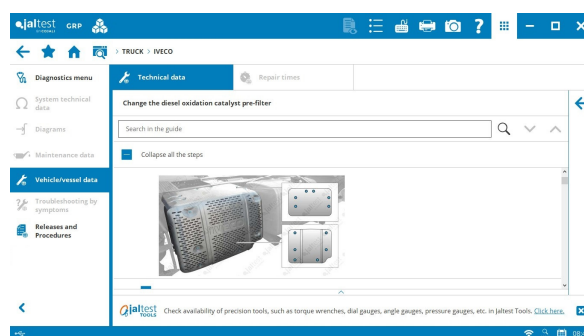 jaltest GRP
> TRUCK > IVECO
Diagnostics menu
Technical data
Repair times
System technical
data
Change the diesel oxidation catalyst pre-filter
Diagrams
Search in the guide
Maintenance data
Collapse all the steps
Vehicle/vessel data
Troubleshooting by
symptoms
Releases and
Procedures
jaltest
TOOLS
Check availability of precision tools, such as torque wrenches, dial gauges, angle gauges, pressure gauges, etc. in Jaltest Tools. Click here.